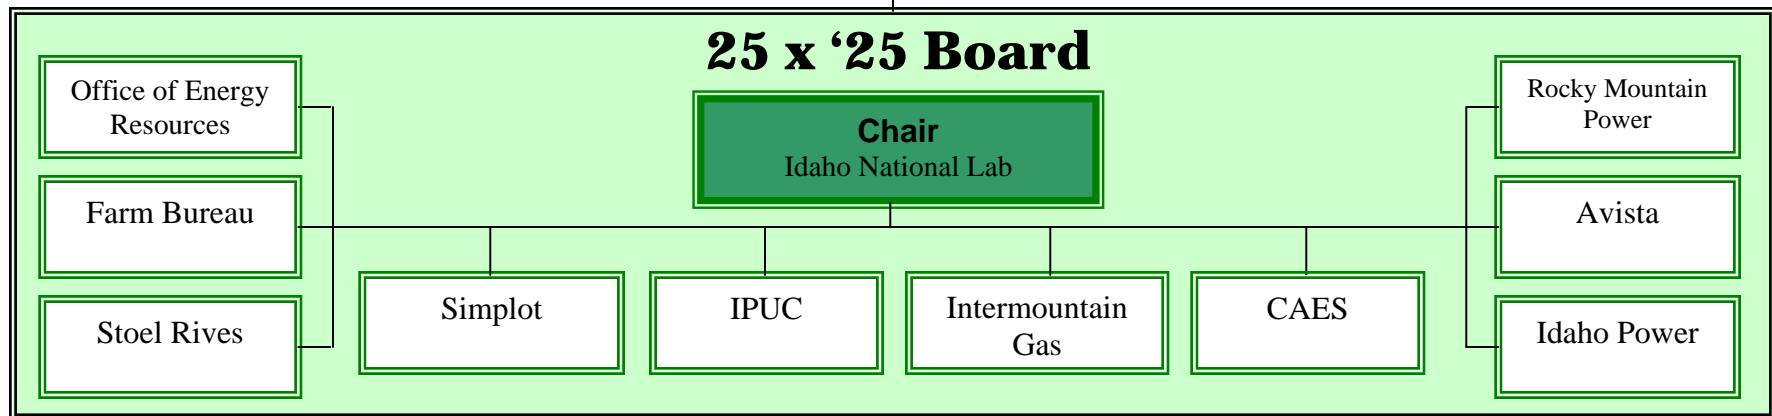 25 x ‘25 Board
Office of Energy
Resources
Farm Bureau
Stoel Rives
Chair
Idaho National Lab
Simplot
IPUC
Intermountain
Gas
CAES
Rocky Mountain
Power
Avista
Idaho Power